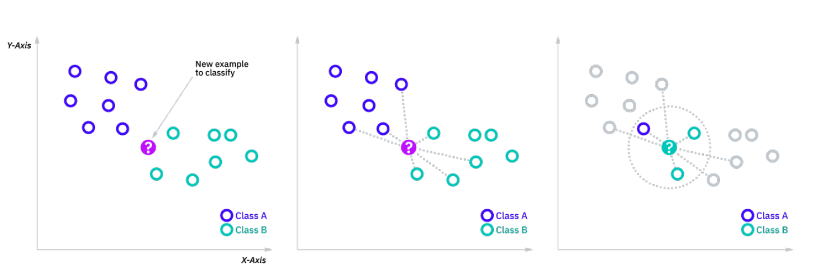 Y-Axis
New example
to classify
?
Class A
Class B
X-Axis
?
Class A
Class B
?
Class A
Class B